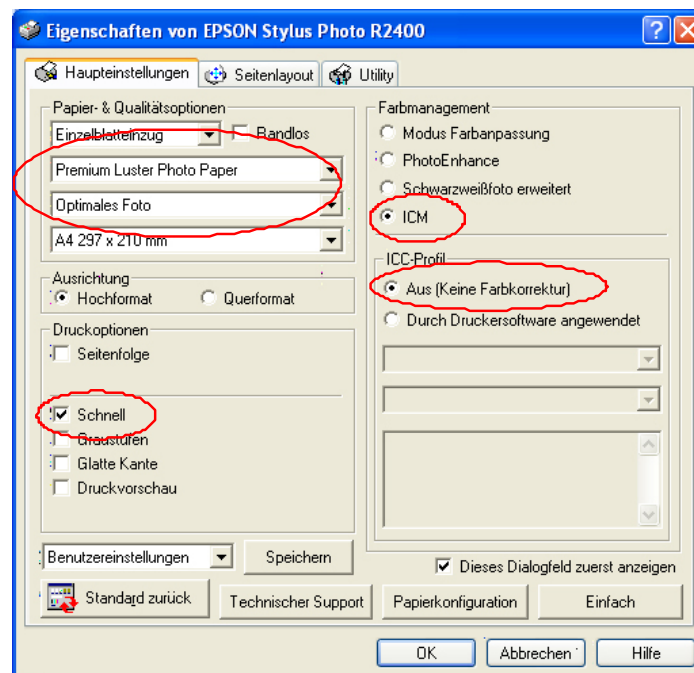 Eigenschaften von EPSON Stylus Photo R2400
Haupteinstellungen
Seitenlayout
Utility
Papier- & Qualitätsoptionen
Einzelblatteinzug
Randlos
Premium Luster Photo Paper
Optimales Foto
A4 297 x 210 mm
Ausrichtung
Hochformat
Querformat
Druckoptionen
Seitenfolge
Schnell
Graustufen
Glatte Kante
Druckvorschau
Farbmanagement
Modus Farbanpassung
PhotoEnhance
Schwarzweißfoto erweitert
ICM
ICC-Profil
Aus (Keine Farbkorrektur)
Durch Druckersoftware angewendet
Benutzereinstellungen
Speichern
Dieses Dialogfeld zuerst anzeigen
Standard zurück
Technischer Support
Papierkonfiguration
Einfach
OK
Abbrechen
Hilfe